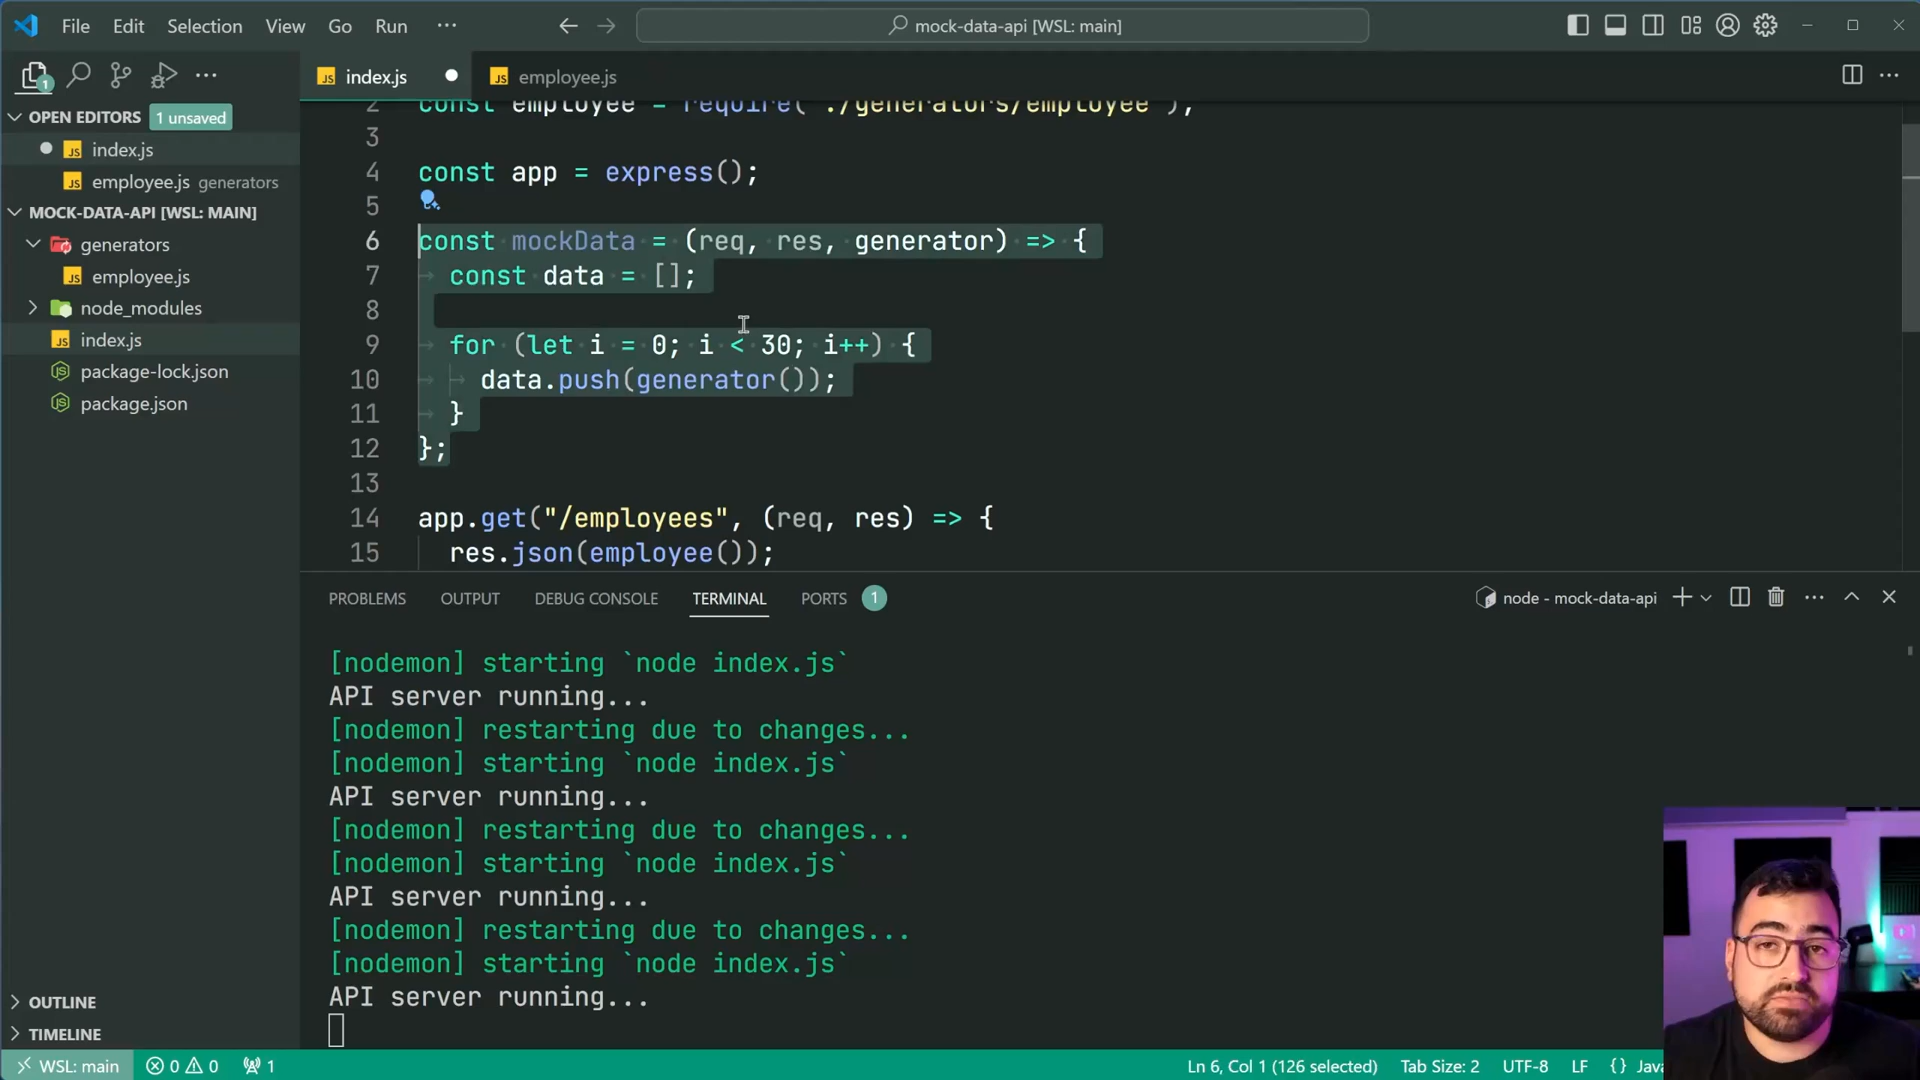 File Edit Selection View Go Run ... mock-data-api [WSL: main]
1 ...
index.js employee.js ...
OPEN EDITORS 1 unsaved
index.js
employee.js generators
MOCK-DATA-API [WSL: MAIN]
generators
employee.js
node_modules
index.js
package-lock.json
package.json
OUTLINE
TIMELINE
2 const employee = require("./generators/employee");
3
4 const app = express();
5
6 const mockData = (req, res, generator) => {
7 const data = [];
8
9 for (let i = 0; i < 30; i++) {
10 data.push(generator());
11 }
12 };
13
14 app.get("/employees", (req, res) => {
15 res.json(employee());
PROBLEMS OUTPUT DEBUG CONSOLE TERMINAL PORTS 1 node - mock-data-api ...
[nodemon] starting `node index.js`
API server running...
[nodemon] restarting due to changes...
[nodemon] starting `node index.js`
API server running...
[nodemon] restarting due to changes...
[nodemon] starting `node index.js`
API server running...
[nodemon] restarting due to changes...
[nodemon] starting `node index.js`
API server running...
WSL: main 0 0 1 Ln 6, Col 1 (126 selected) Tab Size: 2 UTF-8 LF {}